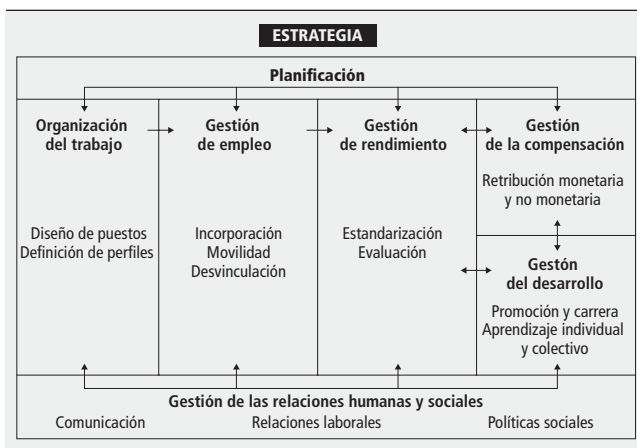 ESTRATEGIA
Planificación
Organización
del trabajo
Diseño de puestos
Definición de perfiles
Gestión
de empleo
Incorporación
Movilidad
Desvinculación
Gestión
de rendimiento
Estandarización
Evaluación
Gestión
de la compensación
Retribución monetaria
y no monetaria
Gestón
del desarrollo
Promoción y carrera
Aprendizaje individual
y colectivo
Gestión de las relaciones humanas y sociales
Comunicación
Relaciones laborales
Políticas sociales